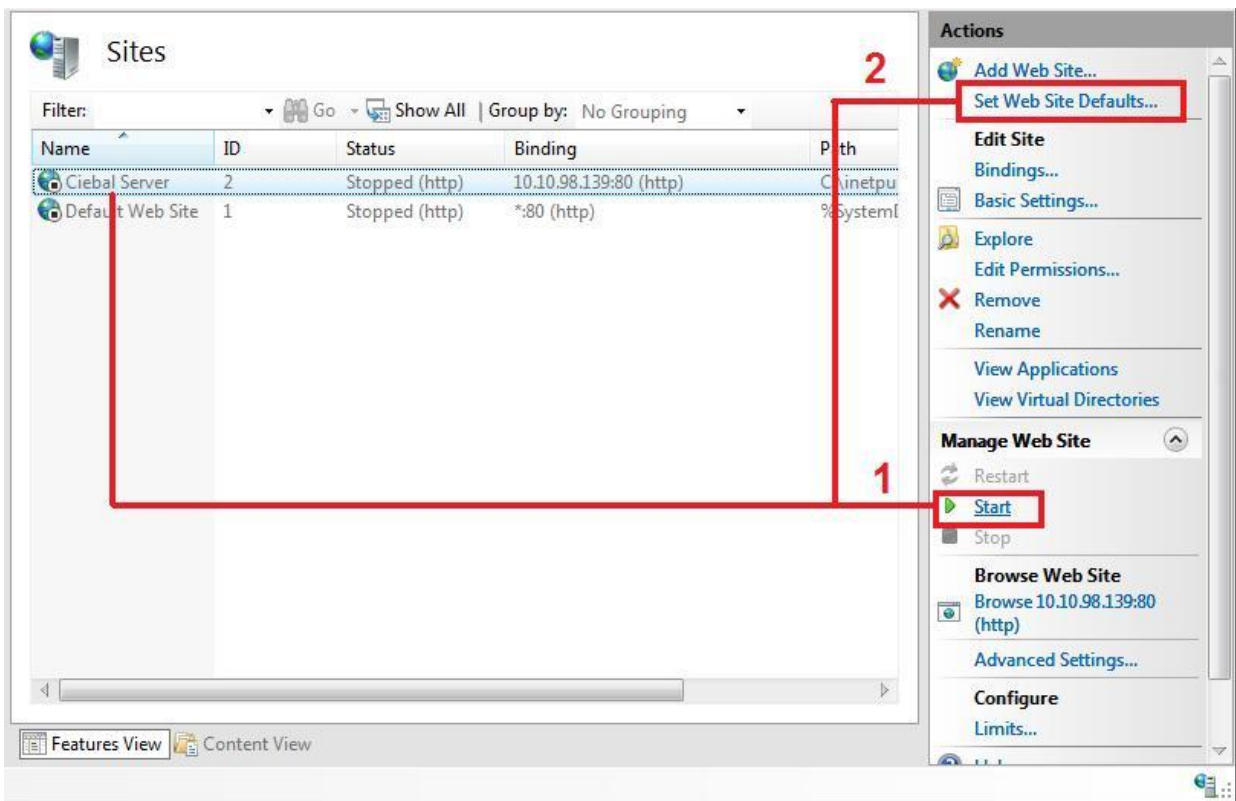 Sites
Filter: Go Show All Group by: No Grouping
Name ID Status Binding Path
Ciebal Server 2 Stopped (http) 10.10.98.139:80 (http) C:\inetpu
Default Web Site 1 Stopped (http) *:80 (http) %SystemD
Features View Content View
2
1
Actions
Add Web Site...
Set Web Site Defaults...
Edit Site
Bindings...
Basic Settings...
Explore
Edit Permissions...
Remove
Rename
View Applications
View Virtual Directories
Manage Web Site
Restart
Start
Stop
Browse Web Site
Browse 10.10.98.139:80
(http)
Advanced Settings...
Configure
Limits...